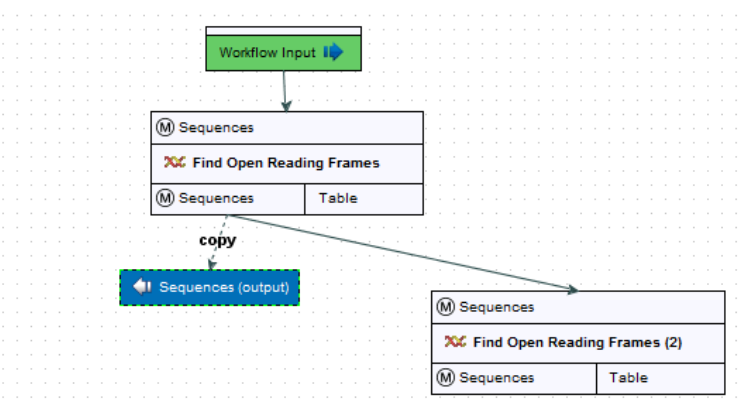 Workflow Input
M Sequences
Find Open Reading Frames
M Sequences Table
copy
Sequences (output)
M Sequences
Find Open Reading Frames (2)
M Sequences Table